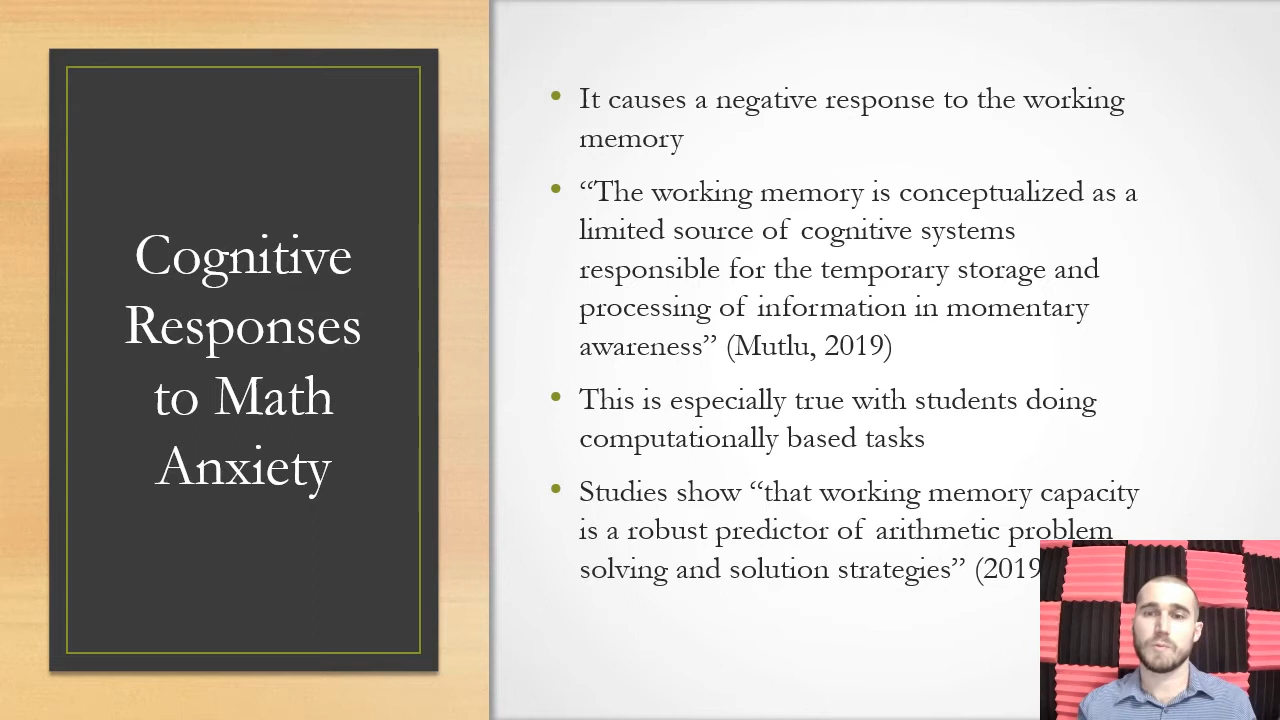 Cognitive
Responses
to Math
Anxiety
• It causes a negative response to the working
memory
• “The working memory is conceptualized as a
limited source of cognitive systems
responsible for the temporary storage and
processing of information in momentary
awareness” (Mutlu, 2019)
• This is especially true with students doing
computationally based tasks
• Studies show “that working memory capacity
is a robust predictor of arithmetic problem
solving and solution strategies” (2019